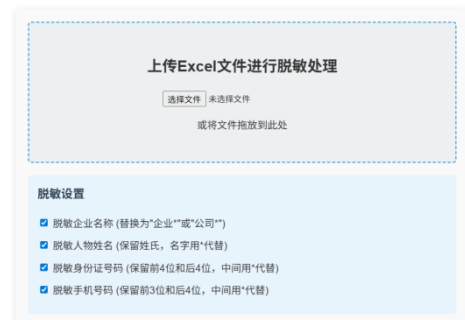 上传Excel文件进行脱敏处理
选择文件 未选择文件
或将文件拖放到此处
脱敏设置
脱敏企业名称 (替换为"企业*"或"公司*")
脱敏人物姓名 (保留姓氏，名字用*代替)
脱敏身份证号码 (保留前4位和后4位，中间用*代替)
脱敏手机号码 (保留前3位和后4位，中间用*代替)